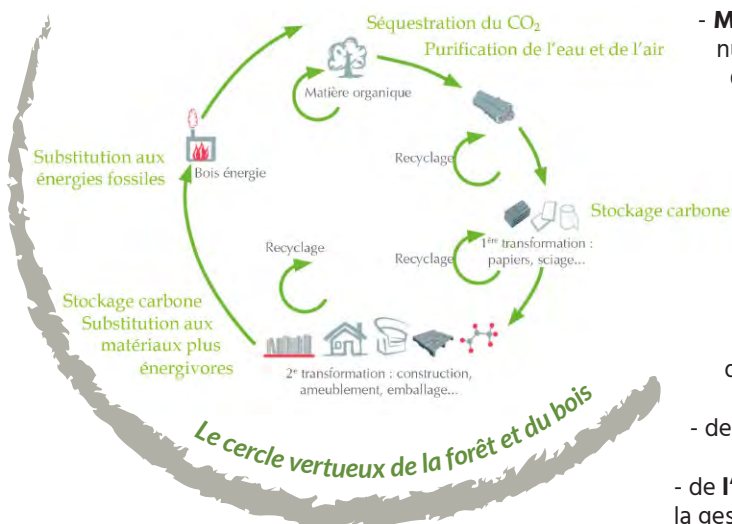 Séquestration du CO₂
Purification de l'eau et de l'air
Matière organique
Recyclage
Stockage carbone
1ère transformation :
papiers, sciage...
Recyclage
2e transformation : construction,
ameublement, emballage...
Recyclage
Stockage carbone
Substitution aux
matériaux plus
énergivores
Substitution aux
énergies fossiles
Bois énergie
Le cercle vertueux de la forêt et du bois
- M
nu
- de
- de l'
la ges